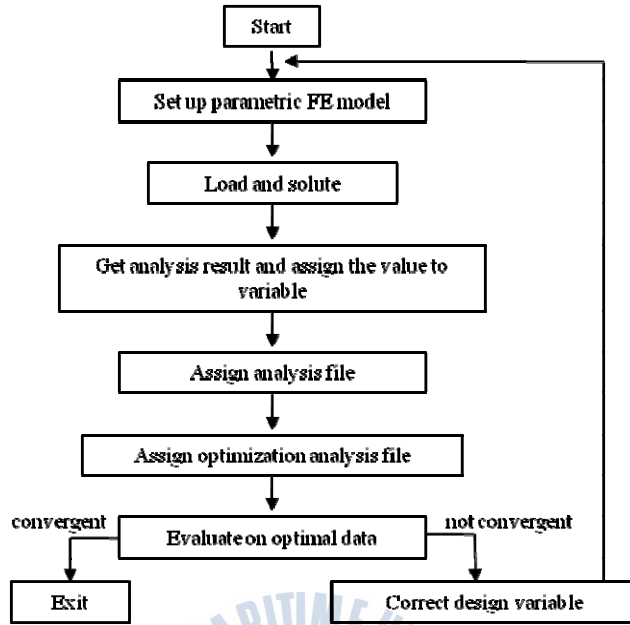 Start
Set up parametric FE model
Load and solute
Get analysis result and assign the value to
variable
Assign analysis file
Assign optimization analysis file
convergent
Evaluate on optimal data
not convergent
Exit
Correct design variable